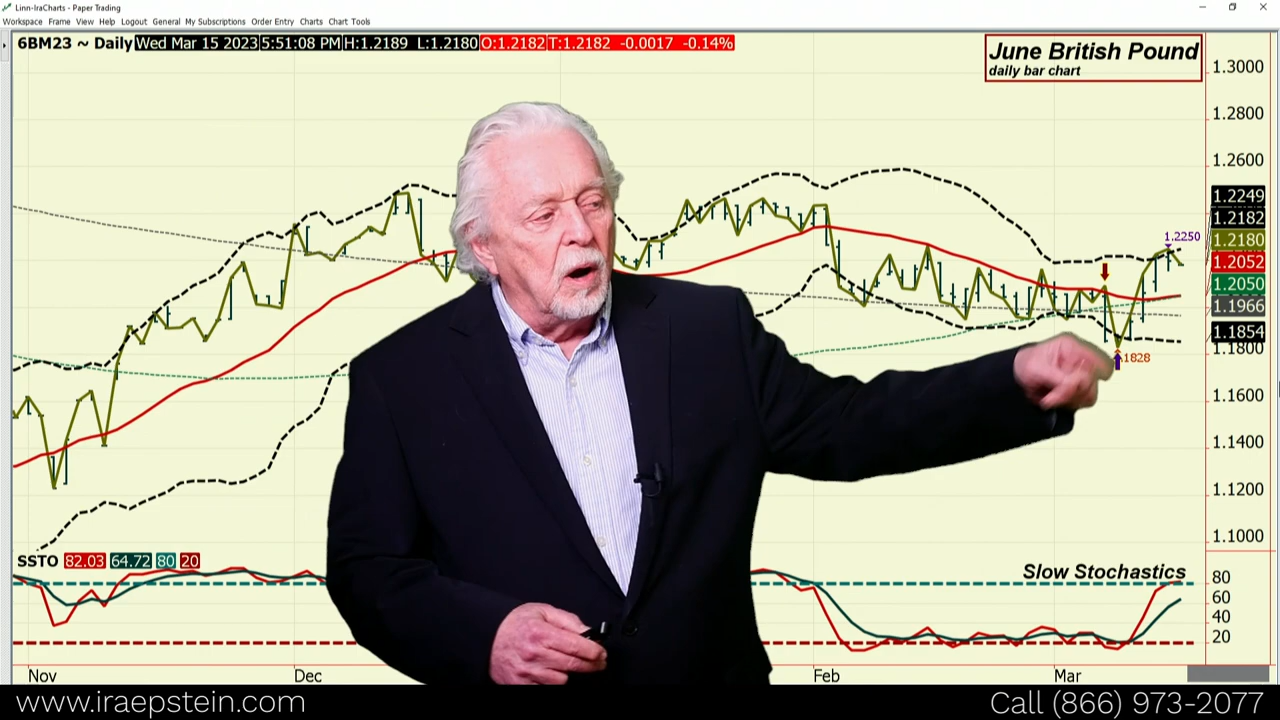 Linn-IraCharts - Paper Trading
Workspace Frame View Help Logout General My Subscriptions Order Entry Charts Chart Tools
6BM23 ~ Daily Wed Mar 15 2023 5:51:08 PM H:1.2189 L:1.2180 O:1.2182 T:1.2182 -0.0017 -0.14%
June British Pound
daily bar chart
1.3000
1.2800
1.2600
1.2249
1.2182
1.2180
1.2052
1.2050
1.1966
1.1854
1.1800
1.1600
1.1400
1.1200
1.1000
1.2250
1828
SSTO 82.03 64.72 80 20
Slow Stochastics
80
60
40
20
Nov Dec Feb Mar
www.iraepstein.com
Call (866) 973-2077